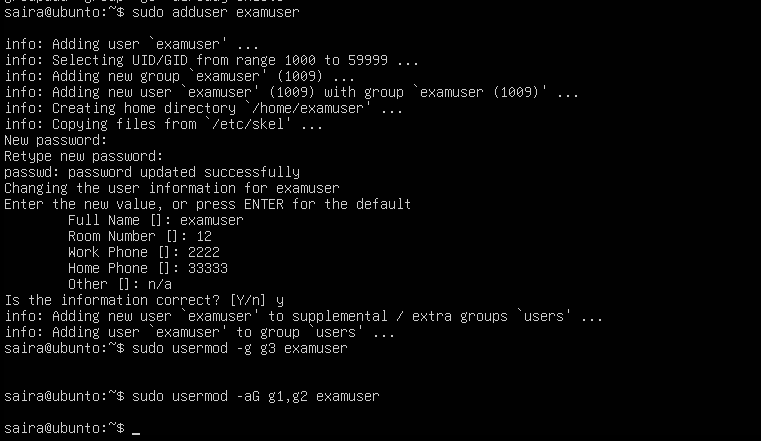 saira@ubunto:~$ sudo adduser examuser
info: Adding user `examuser' ...
info: Selecting UID/GID from range 1000 to 59999 ...
info: Adding new group `examuser' (1009) ...
info: Adding new user `examuser' (1009) with group `examuser (1009)' ...
info: Creating home directory `/home/examuser' ...
info: Copying files from `/etc/skel' ...
New password:
Retype new password:
passwd: password updated successfully
Changing the user information for examuser
Enter the new value, or press ENTER for the default
        Full Name []: examuser
        Room Number []: 12
        Work Phone []: 2222
        Home Phone []: 33333
        Other []: n/a
Is the information correct? [Y/n] y
info: Adding new user `examuser' to supplemental / extra groups `users' ...
info: Adding user `examuser' to group `users' ...
saira@ubunto:~$ sudo usermod -g g3 examuser
saira@ubunto:~$ sudo usermod -aG g1,g2 examuser
saira@ubunto:~$ _